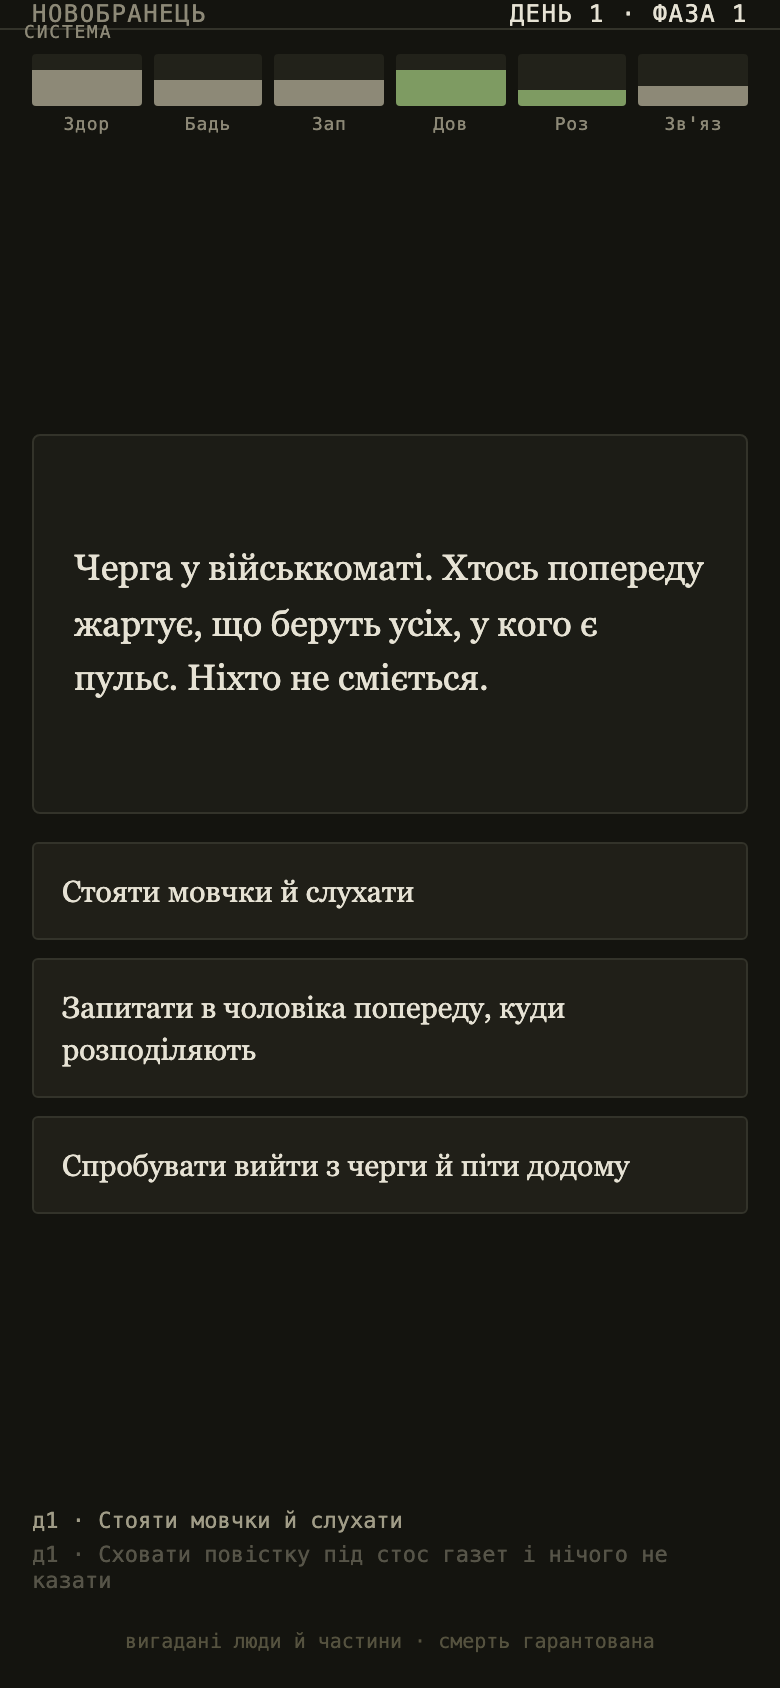 НОВОБРАНЕЦЬ
ДЕНЬ 1 · ФАЗА 1
СИСТЕМА
Здор
Бадь
Зап
Дов
Роз
Зв'яз
Черга у військкоматі. Хтось попереду
жартує, що беруть усіх, у кого є
пульс. Ніхто не сміється.
Стояти мовчки й слухати
Запитати в чоловіка попереду, куди
розподіляють
Спробувати вийти з черги й піти додому
д1 · Стояти мовчки й слухати
д1 · Сховати повістку під стос газет і нічого не
казати
вигадані люди й частини · смерть гарантована